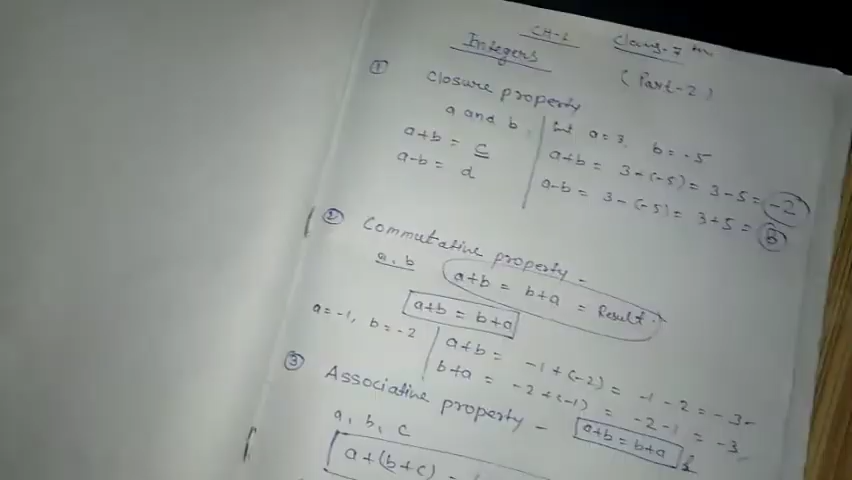 CH-1 Class-7th
Integers
(Part-2)
① Closure property
a and b
a+b = c
a-b = d
Let a=3, b=-5
a+b = 3-(-5) = 3-5 = -2
a-b = 3-(-5) = 3+5 = 8
② Commutative property -
a, b
a+b = b+a = Result
a+b = b+a
a=-1, b=-2
a+b = -1+(-2) = -1-2 = -3
b+a = -2+(-1) = -2-1 = -3
a+b = b+a
③ Associative property -
a, b, c
a+(b+c)